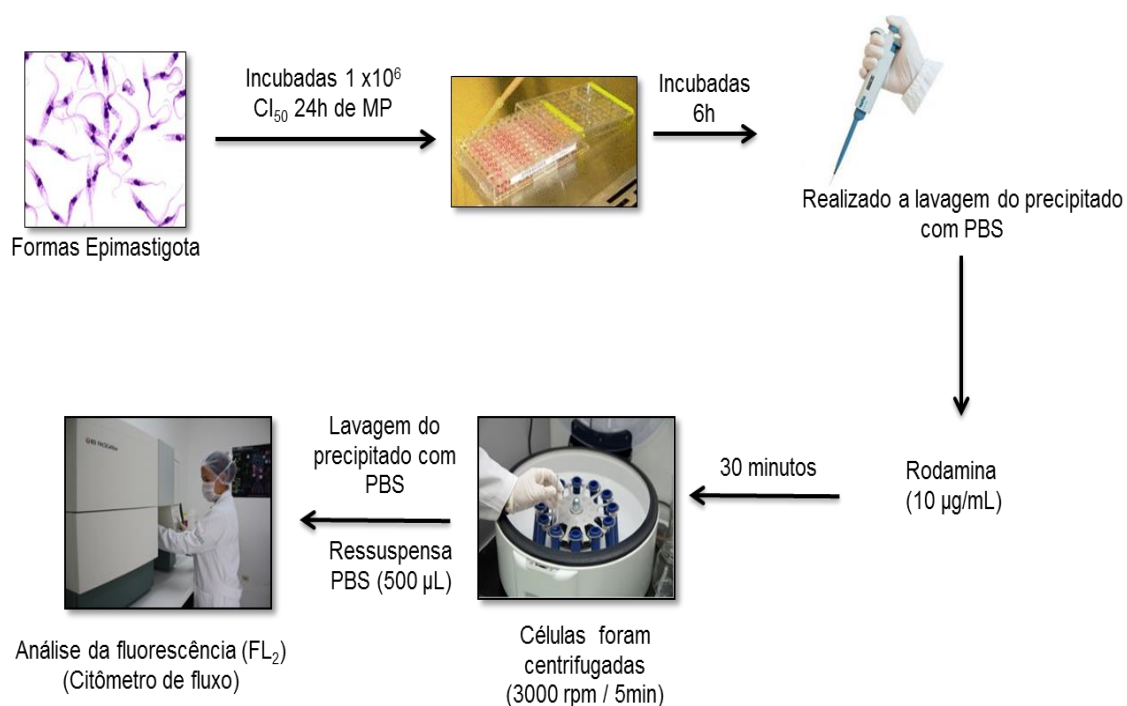 Formas Epimastigota
Incubadas 1 x10⁶
CI₅₀ 24h de MP
Incubadas
6h
Realizado a lavagem do precipitado
com PBS
Rodamina
(10 µg/mL)
30 minutos
Células foram
centrifugadas
(3000 rpm / 5min)
Lavagem do
precipitado com
PBS
Ressuspensa
PBS (500 µL)
Análise da fluorescência (FL₂)
(Citômetro de fluxo)